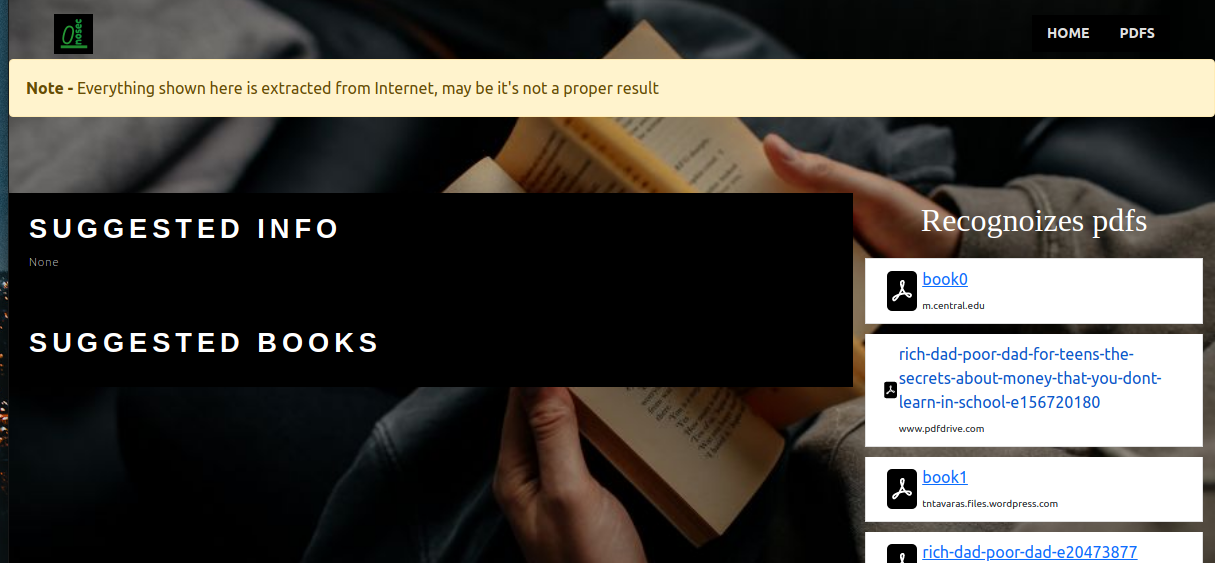 0
nosec
HOME PDFS
Note - Everything shown here is extracted from Internet, may be it's not a proper result
SUGGESTED INFO
None
SUGGESTED BOOKS
Recognoizes pdfs
book0
m.central.edu
rich-dad-poor-dad-for-teens-the-
secrets-about-money-that-you-dont-
learn-in-school-e156720180
www.pdfdrive.com
book1
tntavaras.files.wordpress.com
rich-dad-poor-dad-e20473877